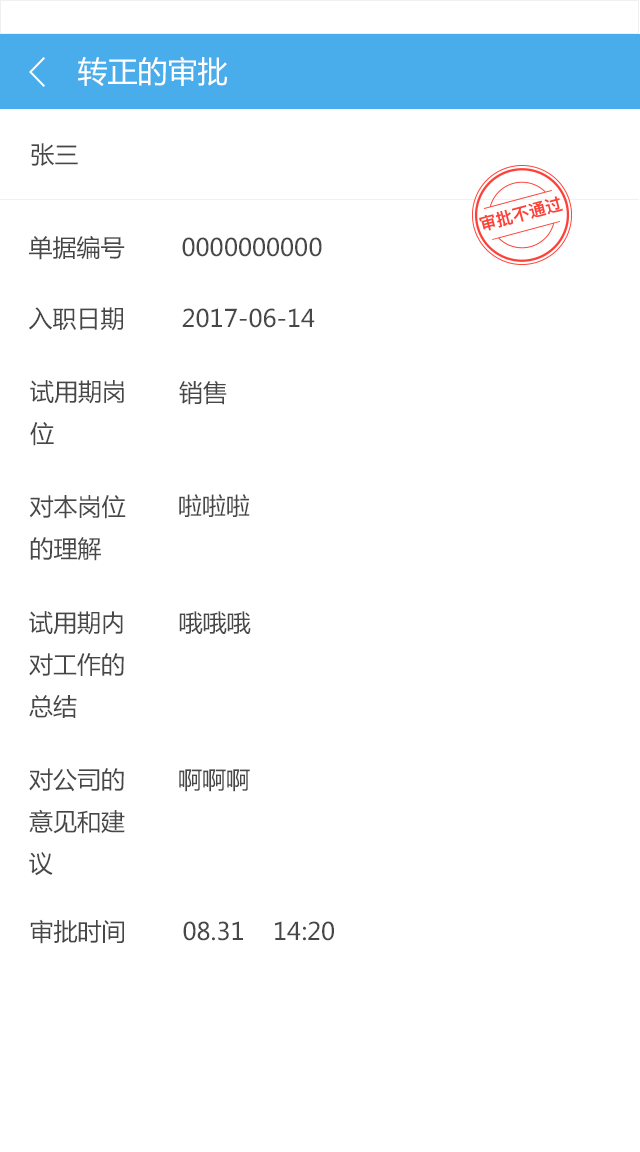 转正的审批
张三
审批不通过
单据编号 0000000000
入职日期 2017-06-14
试用期岗 销售
位
对本岗位 啦啦啦
的理解
试用期内 哦哦哦
对工作的
总结
对公司的 啊啊啊
意见和建
议
审批时间 08.31 14:20